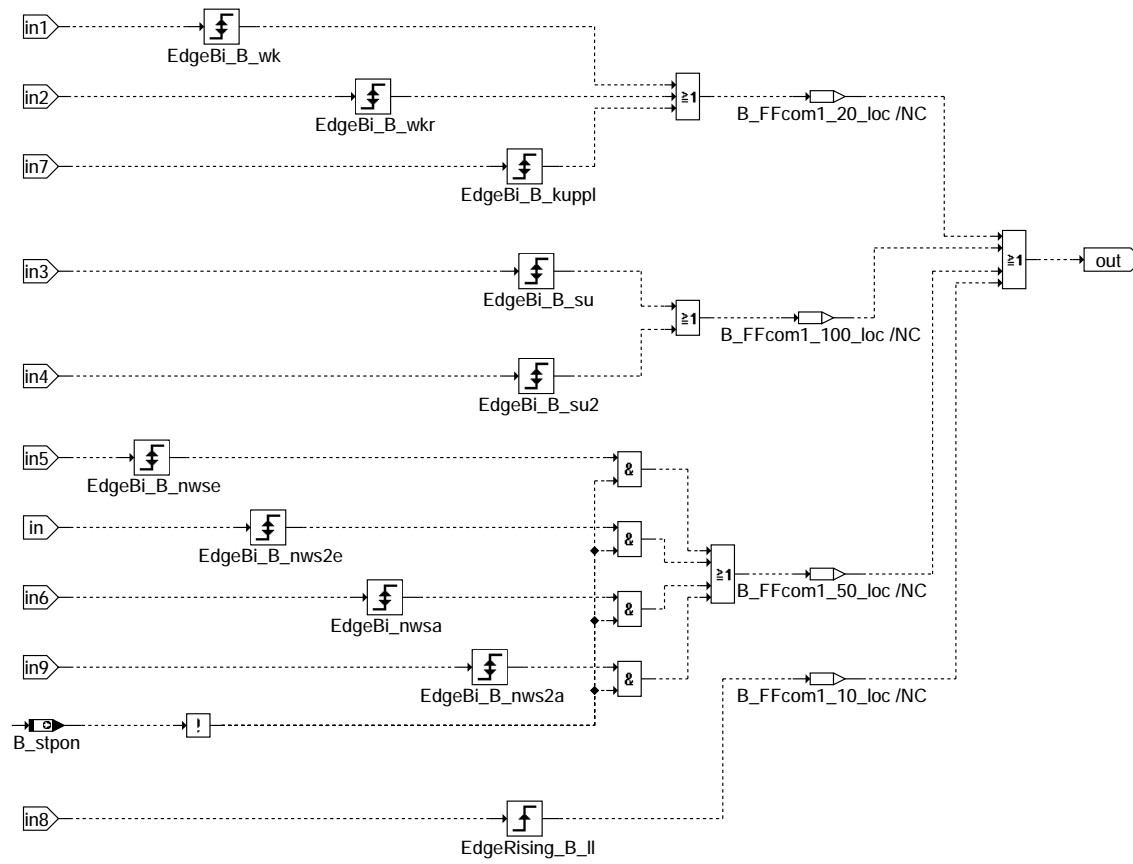 in1
EdgeBi_B_wk
in2
EdgeBi_B_wkr
≧1
B_FFcom1_20_loc /NC
in7
EdgeBi_B_kuppl
in3
EdgeBi_B_su
≧1
out
≧1
B_FFcom1_100_loc /NC
in4
EdgeBi_B_su2
in5
EdgeBi_B_nwse
&
in
EdgeBi_B_nws2e
&
≧1
B_FFcom1_50_loc /NC
in6
EdgeBi_nwsa
&
in9
EdgeBi_B_nws2a
&
B_FFcom1_10_loc /NC
B_stpon
!
in8
EdgeRising_B_ll